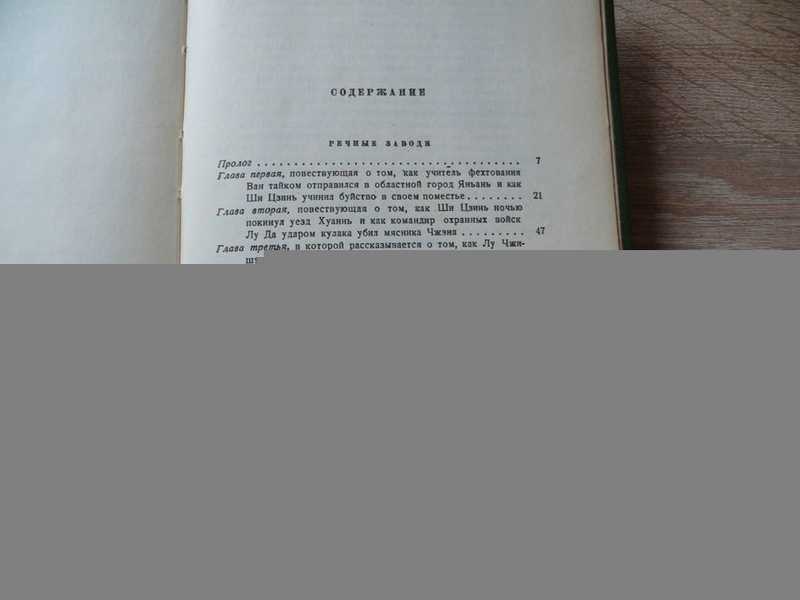 СОДЕРЖАНИЕ
РЕЧНЫЕ ЗАВОДИ
Пролог . . . . . . . . . . . . . . . . . . . . . . . . . . . . . . . . 7
Глава первая, повествующая о том, как учитель фехтования
Ван тайком отправился в областной город Яньань и как
Ши Цзинь учинил буйство в своем поместье . . . . . . . . 21
Глава вторая, повествующая о том, как Ши Цзинь ночью
покинул уезд Хуаинь и как командир охранных войск
Лу Да ударом кулака убил мясника Чжэна . . . . . . . . . 47
Глава третья, в которой рассказывается о том, как Лу Чжи-